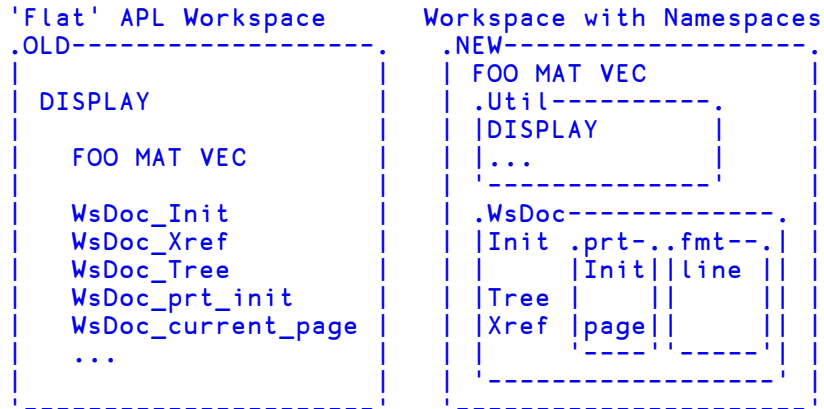 'Flat' APL Workspace      Workspace with Namespaces
.OLD-------------------.   .NEW-------------------.
|                      |   | FOO MAT VEC          |
| DISPLAY              |   | .Util----------.     |
|                      |   | |DISPLAY       |     |
|   FOO MAT VEC        |   | |...           |     |
|                      |   | '--------------'     |
|   WsDoc_Init         |   | .WsDoc-------------. |
|   WsDoc_Xref         |   | |Init .prt-..fmt--.| |
|   WsDoc_Tree         |   | |     |Init||line || |
|   WsDoc_prt_init     |   | |Tree |    ||     || |
|   WsDoc_current_page |   | |Xref |page||     || |
|   ...                |   | |     '----''-----'| |
|                      |   | '------------------' |
'----------------------'   '----------------------'